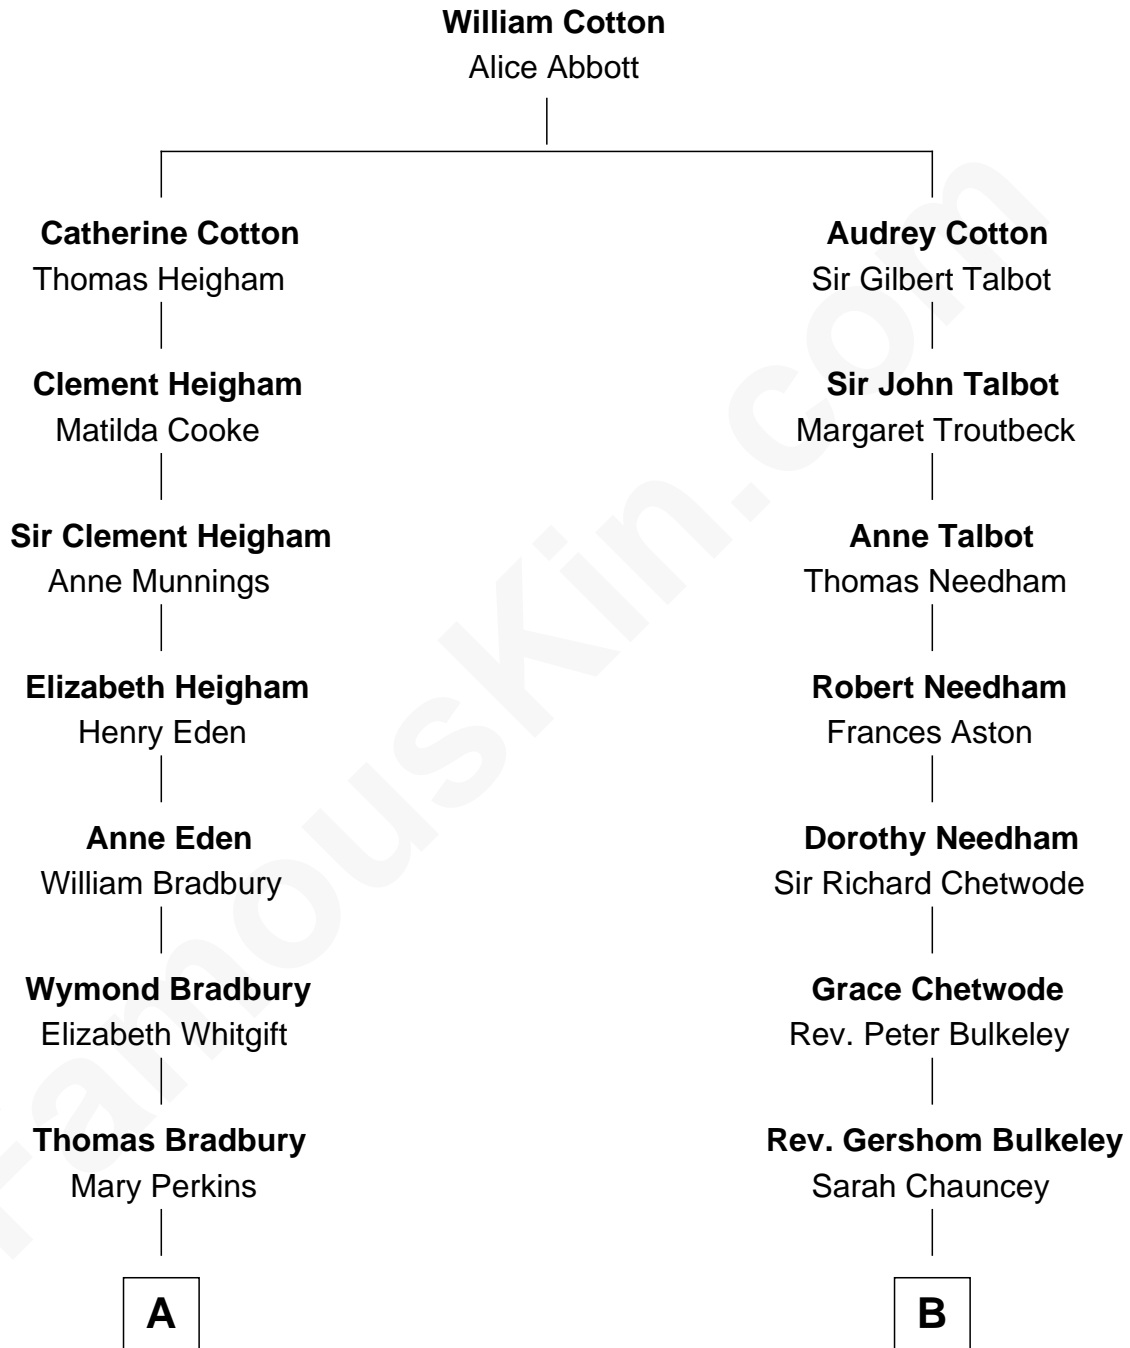 William Cotton
Alice Abbott
Catherine Cotton
Thomas Heigham
Audrey Cotton
Sir Gilbert Talbot
Clement Heigham
Matilda Cooke
Sir John Talbot
Margaret Troutbeck
Sir Clement Heigham
Anne Munnings
Anne Talbot
Thomas Needham
Elizabeth Heigham
Henry Eden
Robert Needham
Frances Aston
Anne Eden
William Bradbury
Dorothy Needham
Sir Richard Chetwode
Wymond Bradbury
Elizabeth Whitgift
Grace Chetwode
Rev. Peter Bulkeley
Thomas Bradbury
Mary Perkins
Rev. Gershom Bulkeley
Sarah Chauncey
A
B
FamousKin.com